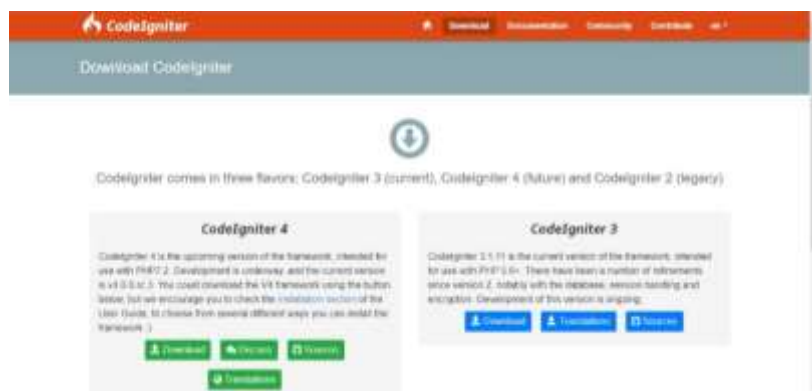 CodeIgniter
Download Documentation Community Contribute
Download CodeIgniter
CodeIgniter comes in three flavors: CodeIgniter 3 (current), CodeIgniter 4 (future) and CodeIgniter 2 (legacy)
CodeIgniter 4
CodeIgniter 4 is the upcoming version of the framework, intended for
use with PHP7.2. Development is underway, and the current version
is v4.0.0. You could download the V4 framework using the button
below, but we encourage you to check the Installation section of the
User Guide, to choose from several different ways you can install the
framework :)
Download Discuss Sources
Translations
CodeIgniter 3
CodeIgniter 3.1.11 is the current version of the framework, intended
for use with PHP 5.6+. There have been a number of refinements
since version 2, notably with the database, session handling and
encryption. Development of this version is ongoing.
Download Translations Sources